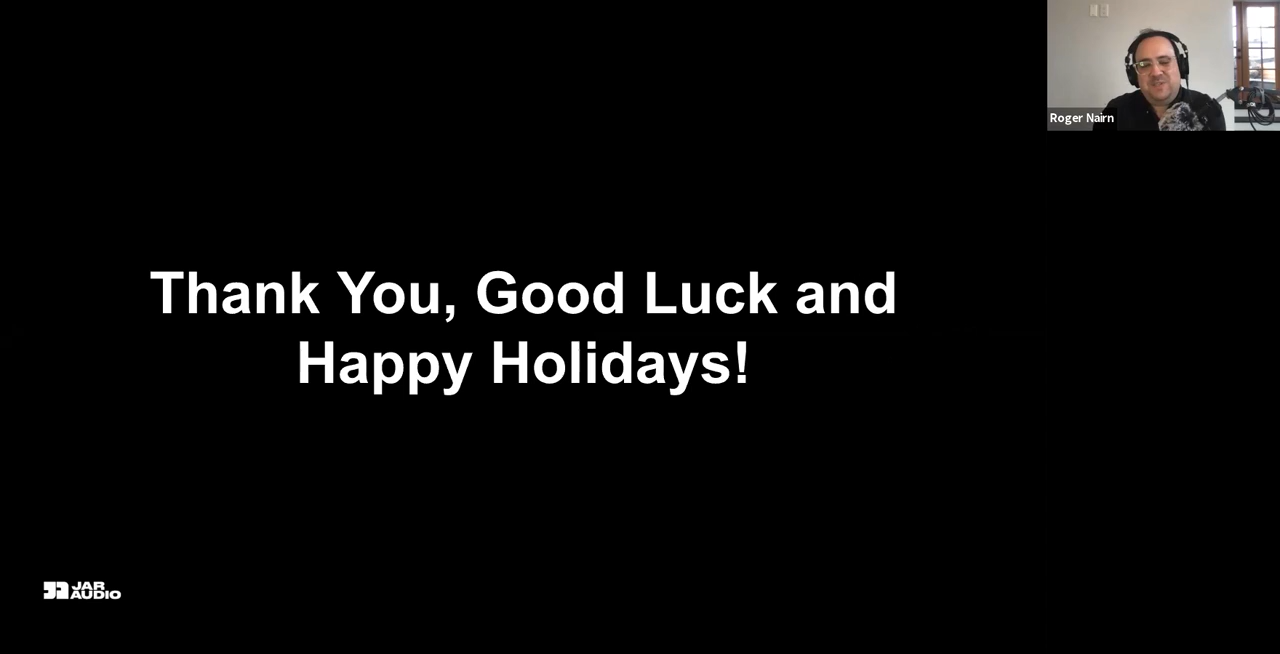 Roger Nairn
Thank You, Good Luck and
Happy Holidays!
JAR
AUDIO